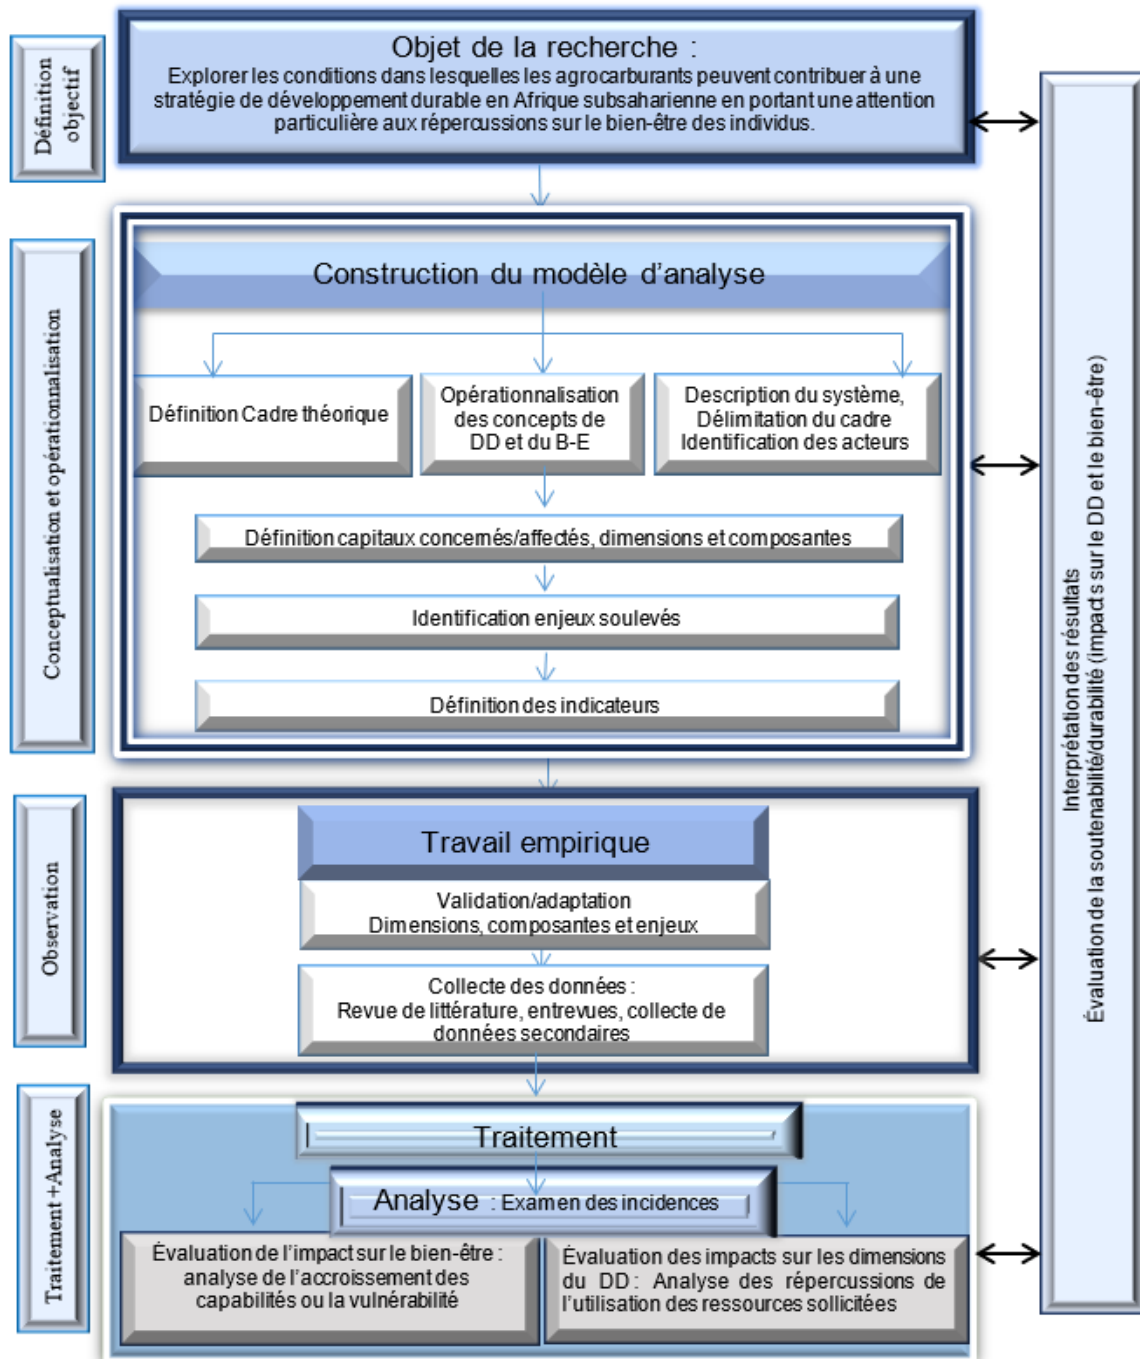 Définition
objectif
Objet de la recherche :
Explorer les conditions dans lesquelles les agrocarburants peuvent contribuer à une
stratégie de développement durable en Afrique subsaharienne en portant une attention
particulière aux répercussions sur le bien-être des individus.
Conceptualisation et opérationnalisation
Construction du modèle d'analyse
Définition Cadre théorique
Opérationnalisation
des concepts de
DD et du B-E
Description du système,
Délimitation du cadre
Identification des acteurs
Définition capitaux concernés/affectés, dimensions et composantes
Identification enjeux soulevés
Définition des indicateurs
Observation
Travail empirique
Validation/adaptation
Dimensions, composantes et enjeux
Collecte des données :
Revue de littérature, entrevues, collecte de
données secondaires
Traitement +Analyse
Traitement
Analyse : Examen des incidences
Évaluation de l'impact sur le bien-être :
analyse de l'accroissement des
capabilités ou la vulnérabilité
Évaluation des impacts sur les dimensions
du DD : Analyse des répercussions de
l'utilisation des ressources sollicitées
Interprétation des résultats
Évaluation de la soutenabilité/durabilité (impacts sur le DD et le bien-être)